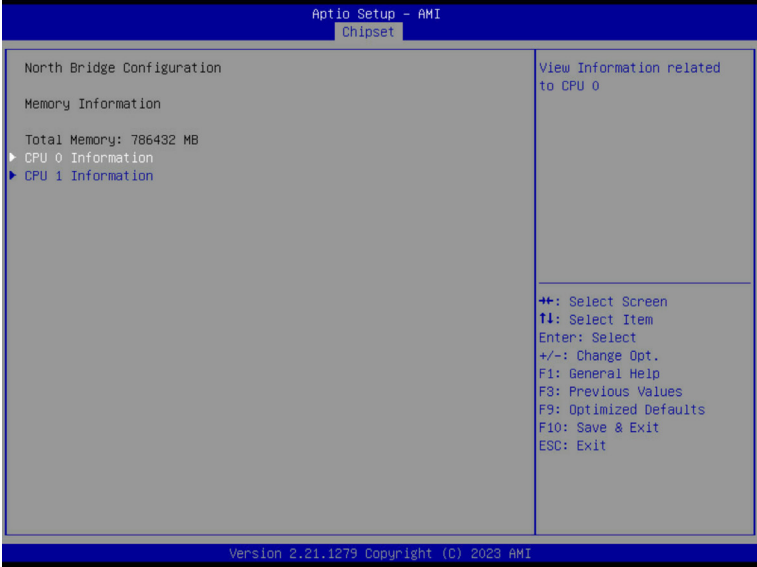 Aptio Setup - AMI
Chipset
North Bridge Configuration
Memory Information
Total Memory: 786432 MB
CPU 0 Information
CPU 1 Information
View Information related
to CPU 0
→←: Select Screen
↑↓: Select Item
Enter: Select
+/-: Change Opt.
F1: General Help
F3: Previous Values
F9: Optimized Defaults
F10: Save & Exit
ESC: Exit
Version 2.21.1279 Copyright (C) 2023 AMI